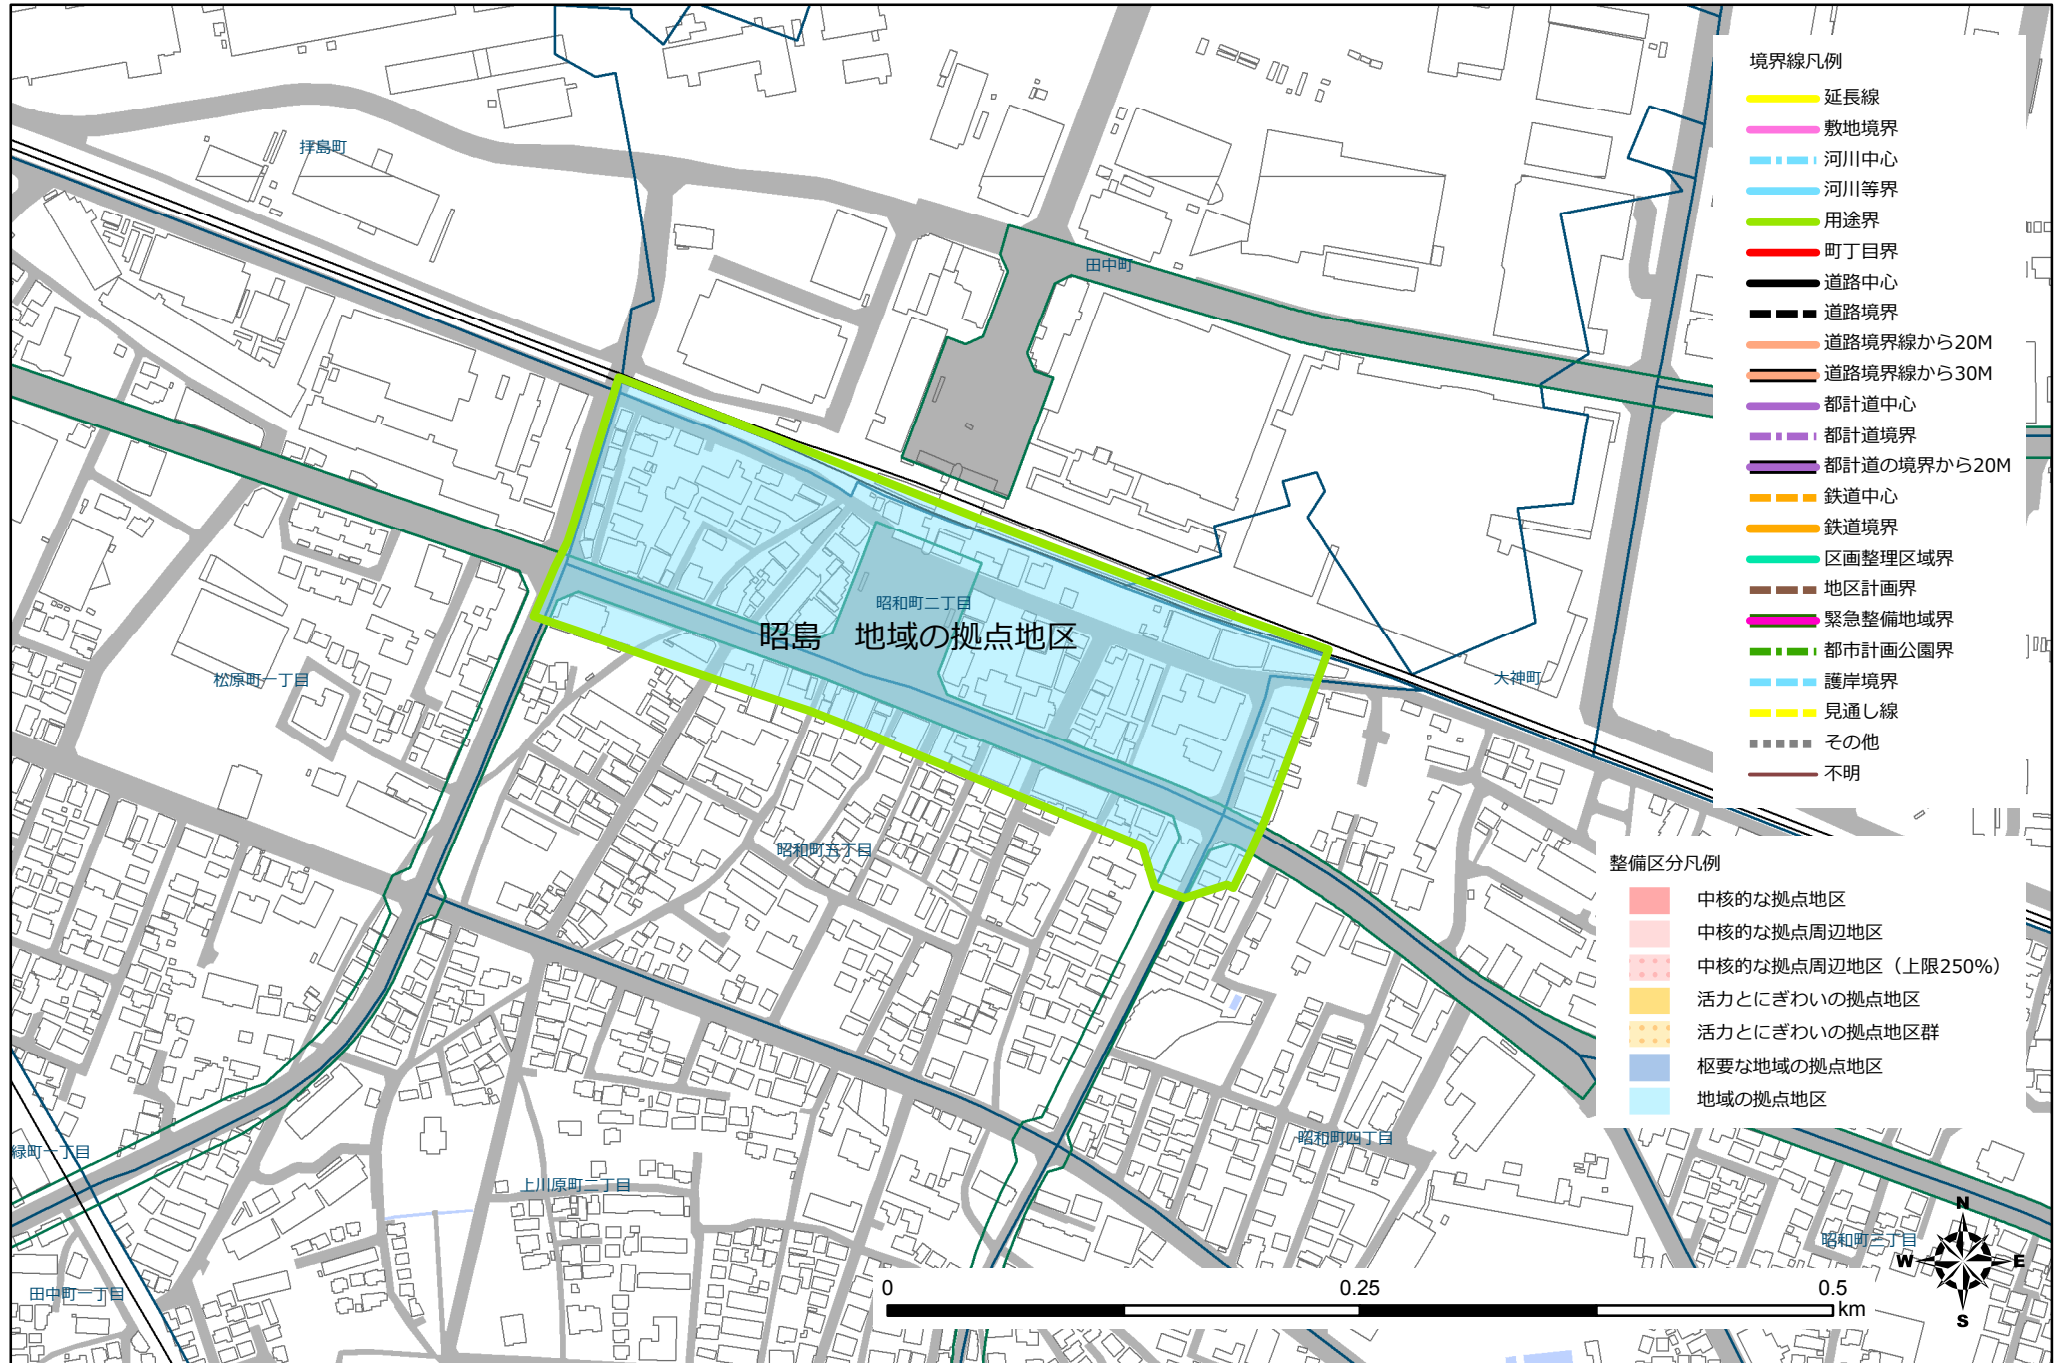 境界線凡例
延長線
敷地境界
河川中心
河川等界
用途界
町丁目界
道路中心
道路境界
道路境界線から20M
道路境界線から30M
都計道中心
都計道境界
都計道の境界から20M
鉄道中心
鉄道境界
区画整理区域界
地区計画界
緊急整備地域界
都市計画公園界
護岸境界
見通し線
その他
不明
整備区分凡例
中核的な拠点地区
中核的な拠点周辺地区
中核的な拠点周辺地区（上限250%）
活力とにぎわいの拠点地区
活力とにぎわいの拠点地区群
枢要な地域の拠点地区
地域の拠点地区
拝島町
田中町
昭和町二丁目
昭島　地域の拠点地区
松原町一丁目
大神町
昭和町五丁目
昭和町四丁目
緑町一丁目
上川原町二丁目
昭和町三丁目
田中町一丁目
N
W E
S
0 0.25 0.5
km